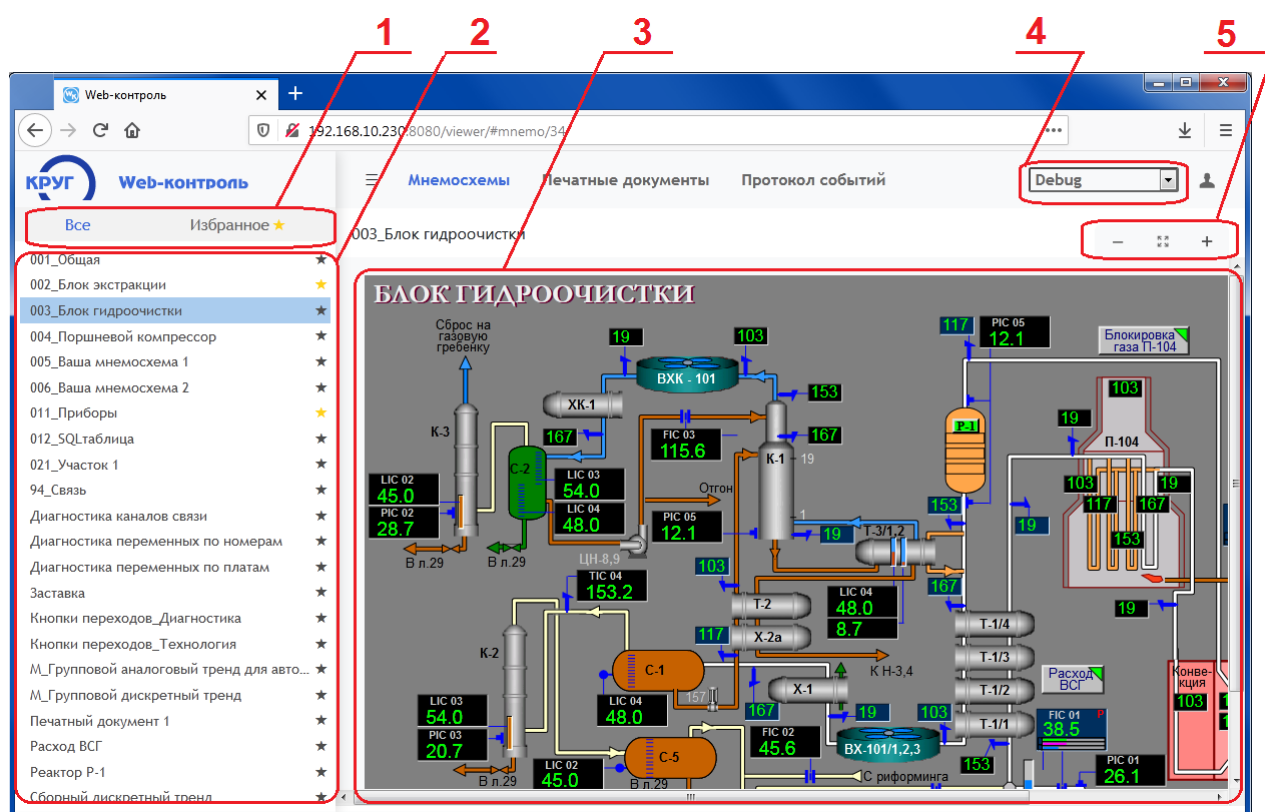 1 2 3 4 5
Web-контроль
192.168.10.230:8080/viewer/#mnemo/34
КРУГ Web-контроль
Мнемосхемы Печатные документы Протокол событий Debug
Все Избранное
003_Блок гидроочистки
001_Общая
002_Блок экстракции
003_Блок гидроочистки
004_Поршневой компрессор
005_Ваша мнемосхема 1
006_Ваша мнемосхема 2
011_Приборы
012_SQLтаблица
021_Участок 1
94_Связь
Диагностика каналов связи
Диагностика переменных по номерам
Диагностика переменных по платам
Заставка
Кнопки переходов_Диагностика
Кнопки переходов_Технология
М_Групповой аналоговый тренд для авто...
М_Групповой дискретный тренд
Печатный документ 1
Расход ВСГ
Реактор Р-1
Сборный дискретный тренд
БЛОК ГИДРООЧИСТКИ
Сброс на
газовую
гребенку
19
103
ВХК - 101
117
PIC 05
12.1
Блокировка
газа П-104
153
ХК-1
167
FIC 03
115.6
167
К-3
С-2
К-1
19
Р-1
103
19
П-104
LIC 02
45.0
PIC 02
28.7
LIC 03
54.0
LIC 04
48.0
Отгон
1
PIC 05
12.1
19
Т-3/1,2
153
19
103
19
117
167
153
В л.29
В л.29
ЦН-8,9
TIC 04
153.2
103
Т-2
LIC 04
48.0
8.7
167
19
117
Х-2а
Т-1/4
К-2
С-1
К Н-3,4
Т-1/3
Расход
ВСГ
Конве-
кция
103
LIC 03
54.0
PIC 03
20.7
LIC 04
48.0
157
Х-1
167
19
103
Т-1/2
Т-1/1
FIC 01
P
38.5
FIC 02
45.6
ВХ-101/1,2,3
153
PIC 01
26.1
В л.29
LIC 02
45.0
С-5
В л.29
С риформинга